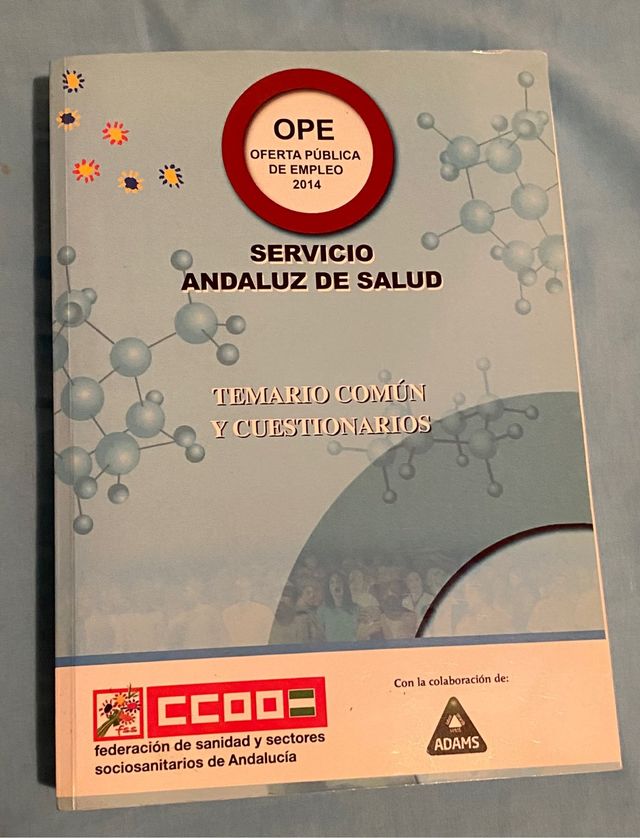 OPE
OFERTA PÚBLICA
DE EMPLEO
2014
SERVICIO
ANDALUZ DE SALUD
TEMARIO COMÚN
Y CUESTIONARIOS
CCOO
federación de sanidad y sectores
sociosanitarios de Andalucía
Con la colaboración de:
ADAMS